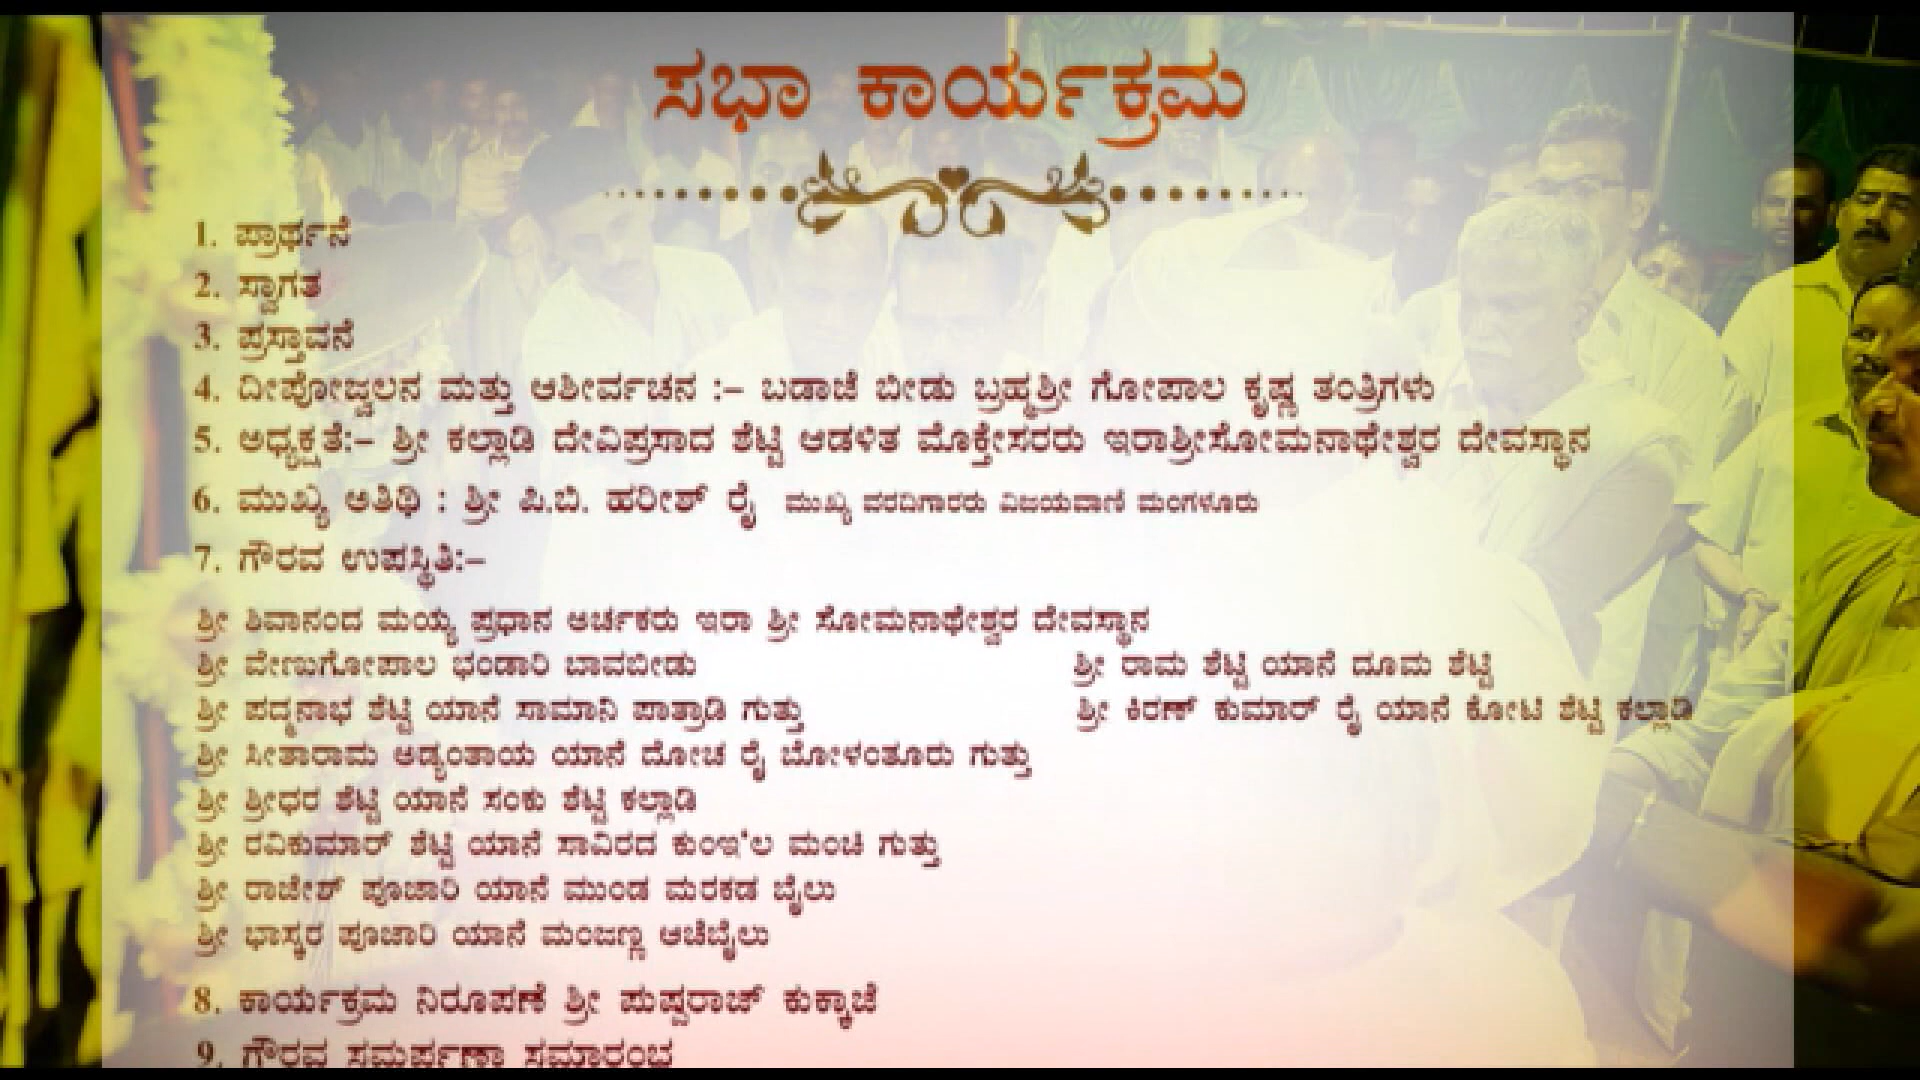 ಸಭಾ ಕಾರ್ಯಕ್ರಮ
1. ಪ್ರಾರ್ಥನೆ
2. ಸ್ವಾಗತ
3. ಪ್ರಸ್ತಾವನೆ
4. ದೀಪೋಜ್ವಲನ ಮತ್ತು ಆಶೀರ್ವಚನ :– ಬಡಾಜೆ ಬೀಡು ಬ್ರಹ್ಮಶ್ರೀ ಗೋಪಾಲ ಕೃಷ್ಣ ತಂತ್ರಿಗಳು
5. ಅಧ್ಯಕ್ಷತೆ:– ಶ್ರೀ ಕಲ್ಲಾಡಿ ದೇವಿಪ್ರಸಾದ ಶೆಟ್ಟಿ ಆಡಳಿತ ಮೊಕ್ತೇಸರರು ಇರಾಶ್ರೀಸೋಮನಾಥೇಶ್ವರ ದೇವಸ್ಥಾನ
6. ಮುಖ್ಯ ಅತಿಥಿ : ಶ್ರೀ ಪಿ.ಬಿ. ಹರೀಶ್ ರೈ ಮುಖ್ಯ ವರದಿಗಾರರು ವಿಜಯವಾಣಿ ಮಂಗಳೂರು
7. ಗೌರವ ಉಪಸ್ಥಿತಿ:–
ಶ್ರೀ ಶಿವಾನಂದ ಮಯ್ಯ ಪ್ರಧಾನ ಅರ್ಚಕರು ಇರಾ ಶ್ರೀ ಸೋಮನಾಥೇಶ್ವರ ದೇವಸ್ಥಾನ
ಶ್ರೀ ವೇಣುಗೋಪಾಲ ಭಂಡಾರಿ ಬಾವಬೀಡು ಶ್ರೀ ರಾಮ ಶೆಟ್ಟಿ ಯಾನೆ ದೂಮ ಶೆಟ್ಟಿ
ಶ್ರೀ ಪದ್ಮನಾಭ ಶೆಟ್ಟಿ ಯಾನೆ ಸಾಮಾನಿ ಪಾತ್ರಾಡಿ ಗುತ್ತು ಶ್ರೀ ಕಿರಣ್ ಕುಮಾರ್ ರೈ ಯಾನೆ ಕೋಟಿ ಶೆಟ್ಟಿ ಕಲ್ಲಾಡಿ
ಶ್ರೀ ಸೀತಾರಾಮ ಅಡ್ಯಂತಾಯ ಯಾನೆ ದೋಚ ರೈ ಬೋಳಂತೂರು ಗುತ್ತು
ಶ್ರೀ ಶ್ರೀಧರ ಶೆಟ್ಟಿ ಯಾನೆ ಸಂಕು ಶೆಟ್ಟಿ ಕಲ್ಲಾಡಿ
ಶ್ರೀ ರವಿಕುಮಾರ್ ಶೆಟ್ಟಿ ಯಾನೆ ಸಾವಿರದ ಕುಂಇ'ಲ ಮಂಚಿ ಗುತ್ತು
ಶ್ರೀ ರಾಜೇಶ್ ಪೂಜಾರಿ ಯಾನೆ ಮುಂಡ ಮರಕಡ ಬೈಲು
ಶ್ರೀ ಭಾಸ್ಕರ ಪೂಜಾರಿ ಯಾನೆ ಮಂಜಣ್ಣ ಆಚೆಬೈಲು
8. ಕಾರ್ಯಕ್ರಮ ನಿರೂಪಣೆ ಶ್ರೀ ಪುಷ್ಪರಾಜ್ ಕುಕ್ಕಾಜೆ
9. ಗೌರವ ಸಮರ್ಪಣಾ ಸಮಾರಂಭ